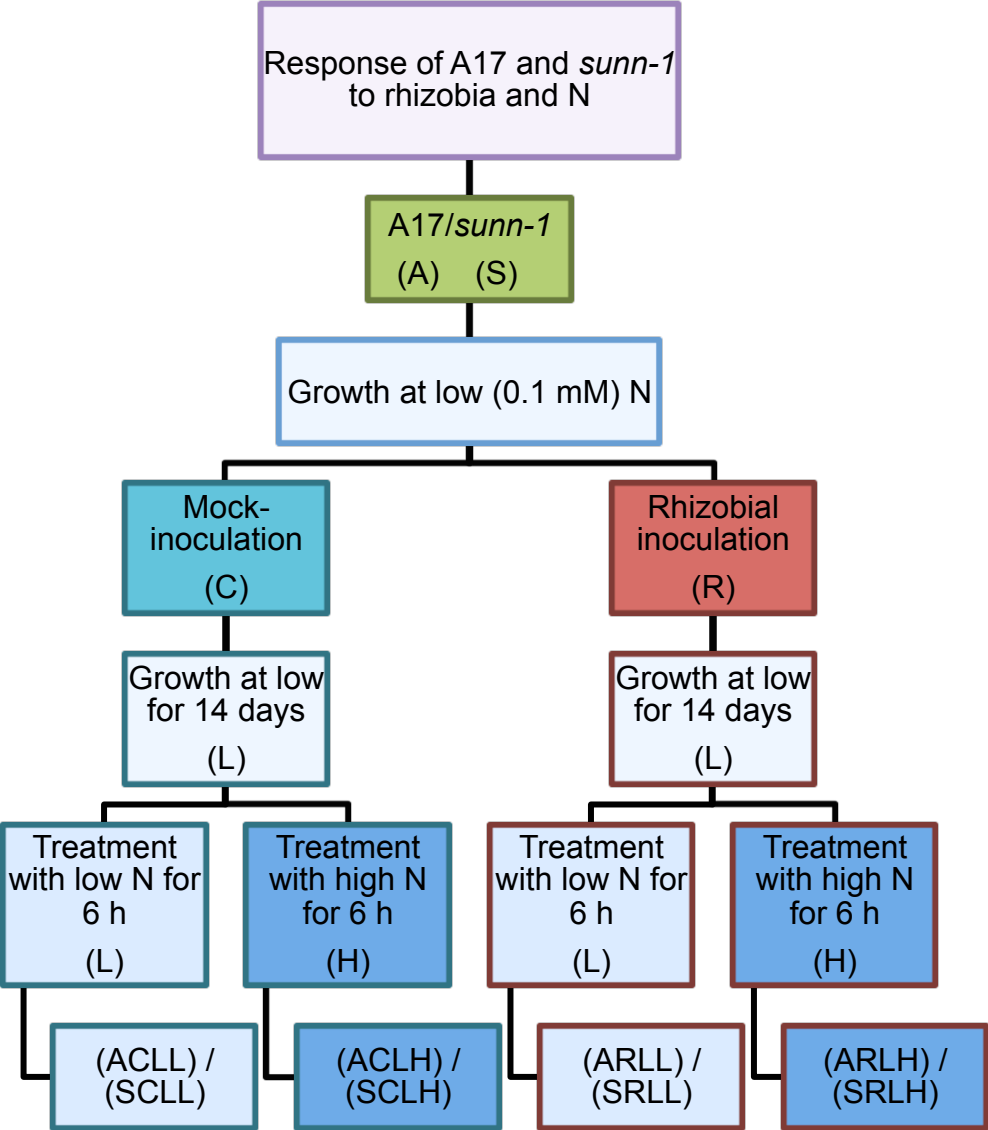 Response of A17 and sunn-1
to rhizobia and N
A17/sunn-1
(A) (S)
Growth at low (0.1 mM) N
Mock-
inoculation
(C)
Rhizobial
inoculation
(R)
Growth at low
for 14 days
(L)
Growth at low
for 14 days
(L)
Treatment
with low N for
6 h
(L)
Treatment
with high N
for 6 h
(H)
Treatment
with low N for
6 h
(L)
Treatment
with high N
for 6 h
(H)
(ACLL) /
(SCLL)
(ACLH) /
(SCLH)
(ARLL) /
(SRLL)
(ARLH) /
(SRLH)